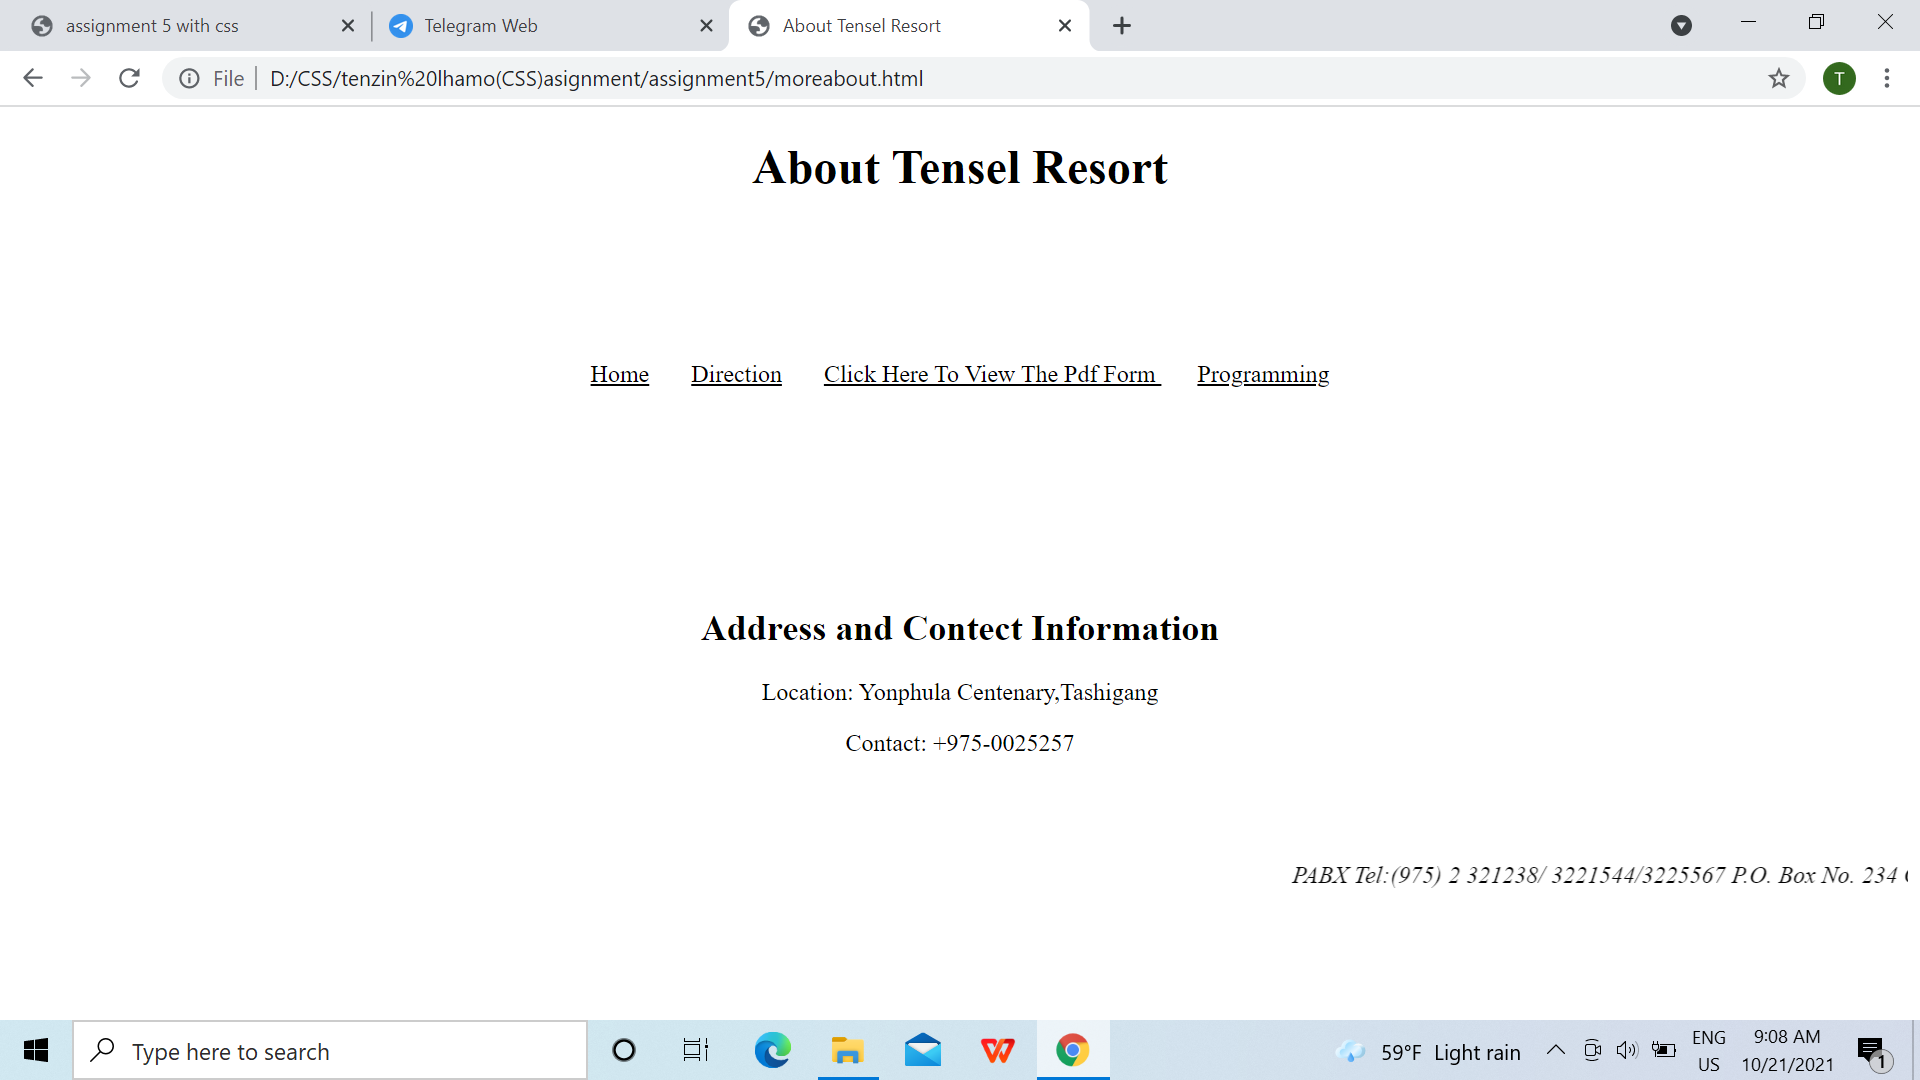 assignment 5 with css
Telegram Web
About Tensel Resort
File
D:/CSS/tenzin%20lhamo(CSS)asignment/assignment5/moreabout.html
T
About Tensel Resort
Home Direction Click Here To View The Pdf Form Programming
Address and Contect Information
Location: Yonphula Centenary,Tashigang
Contact: +975-0025257
PABX Tel:(975) 2 321238/ 3221544/3225567 P.O. Box No. 234
Type here to search
59°F Light rain
ENG
US
9:08 AM
10/21/2021
1